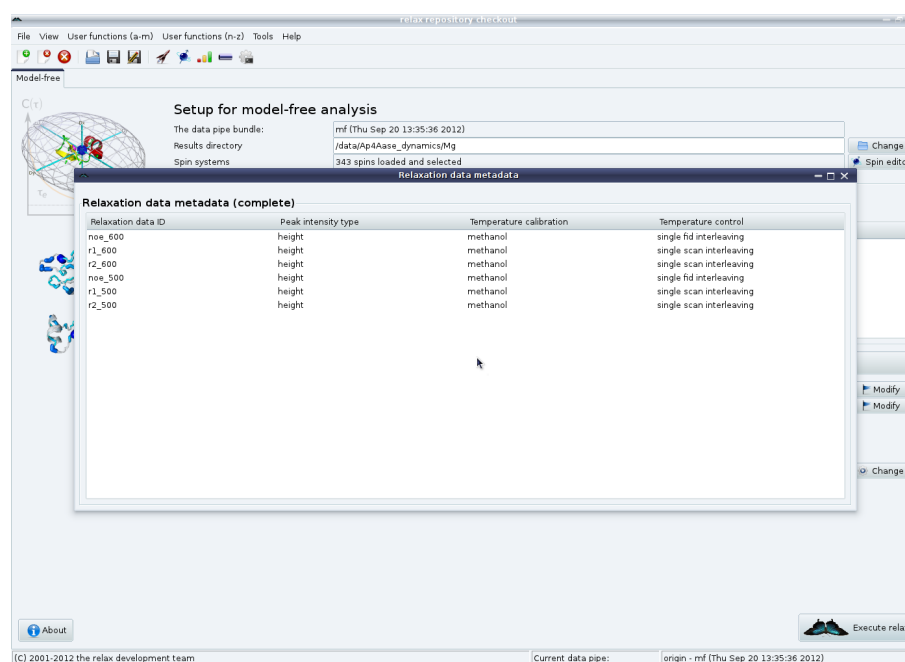 relax repository checkout
File View User functions (a-m) User functions (n-z) Tools Help
Model-free
C(τ)
Setup for model-free analysis
The data pipe bundle: mf (Thu Sep 20 13:35:36 2012)
Results directory /data/Ap4Aase_dynamics/Mg Change
Spin systems 343 spins loaded and selected Spin edito
Relaxation data metadata
Relaxation data metadata (complete)
Relaxation data ID Peak intensity type Temperature calibration Temperature control
noe_600 height methanol single fid interleaving
r1_600 height methanol single scan interleaving
r2_600 height methanol single scan interleaving
noe_500 height methanol single fid interleaving
r1_500 height methanol single scan interleaving
r2_500 height methanol single scan interleaving
Modify
Modify
Change
About Execute rela
(C) 2001-2012 the relax development team Current data pipe: origin - mf (Thu Sep 20 13:35:36 2012)